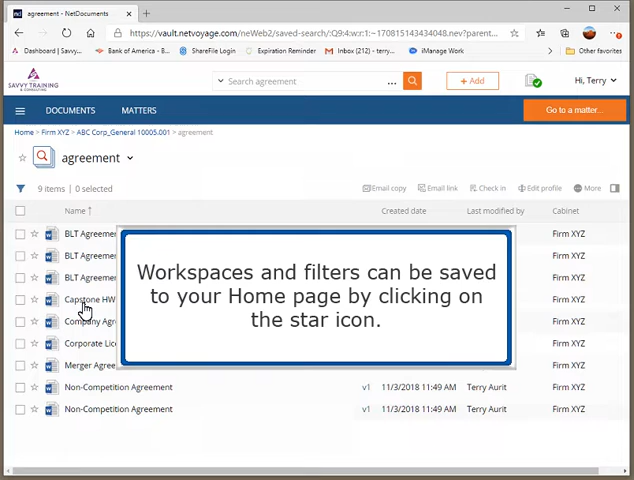 agreement - NetDocuments
https://vault.netvoyage.com/neWeb2/saved-search/:Q9:4:w:r:1:~170815143434048.nev?parent...
Dashboard | Savvy... Bank of America - B... ShareFile Login Expiration Reminder Inbox (212) - terry... iManage Work Other favorites
SAVVY TRAINING
& CONSULTING
Search agreement ... + Add Hi, Terry
DOCUMENTS MATTERS Go to a matter...
Home > Firm XYZ > ABC Corp_General 10005.001 > agreement
agreement
9 items | 0 selected Email copy Email link Check in Edit profile More
Name Created date Last modified by Cabinet
BLT Agreeme Firm XYZ
BLT Agreeme Firm XYZ
BLT Agreeme Firm XYZ
Capstone HW Firm XYZ
Company Agre Firm XYZ
Corporate Lic Firm XYZ
Merger Agree Firm XYZ
Workspaces and filters can be saved
to your Home page by clicking on
the star icon.
Non-Competition Agreement v1 11/3/2018 11:49 AM Terry Aurit Firm XYZ
Non-Competition Agreement v1 11/3/2018 11:49 AM Terry Aurit Firm XYZ